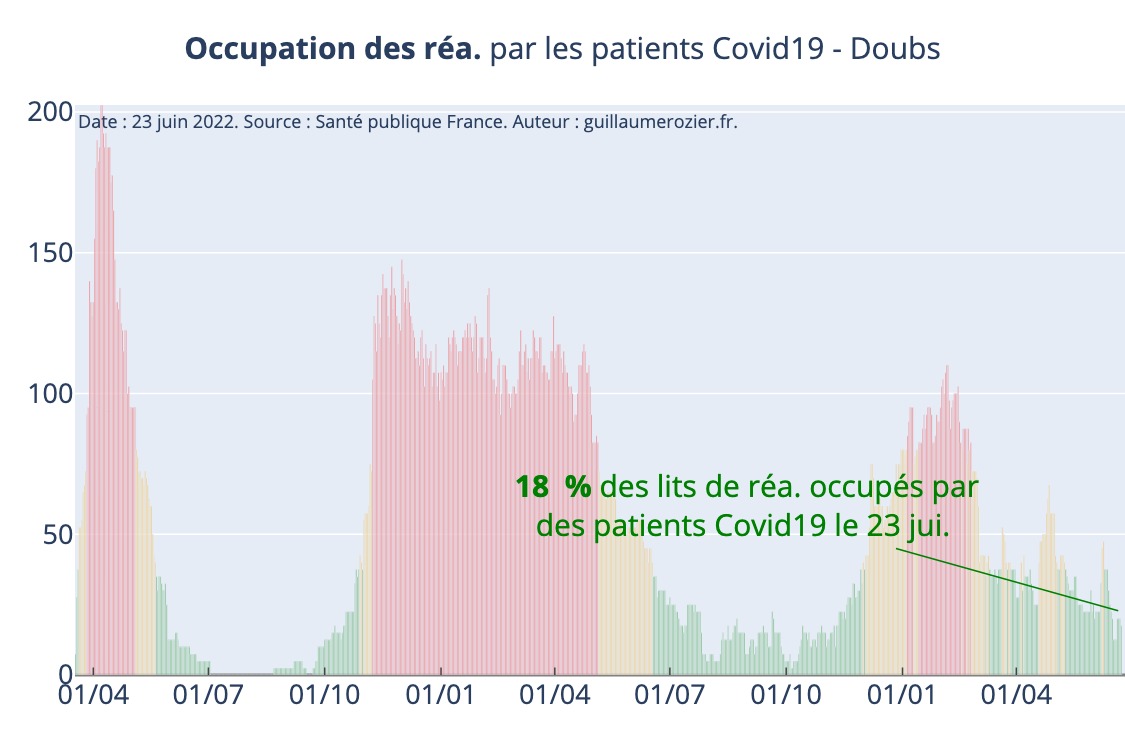 Occupation des réa. par les patients Covid19 - Doubs
200
Date : 23 juin 2022. Source : Santé publique France. Auteur : guillaumerozier.fr.
150
100
18 % des lits de réa. occupés par
des patients Covid19 le 23 jui.
50
0
01/04 01/07 01/10 01/01 01/04 01/07 01/10 01/01 01/04